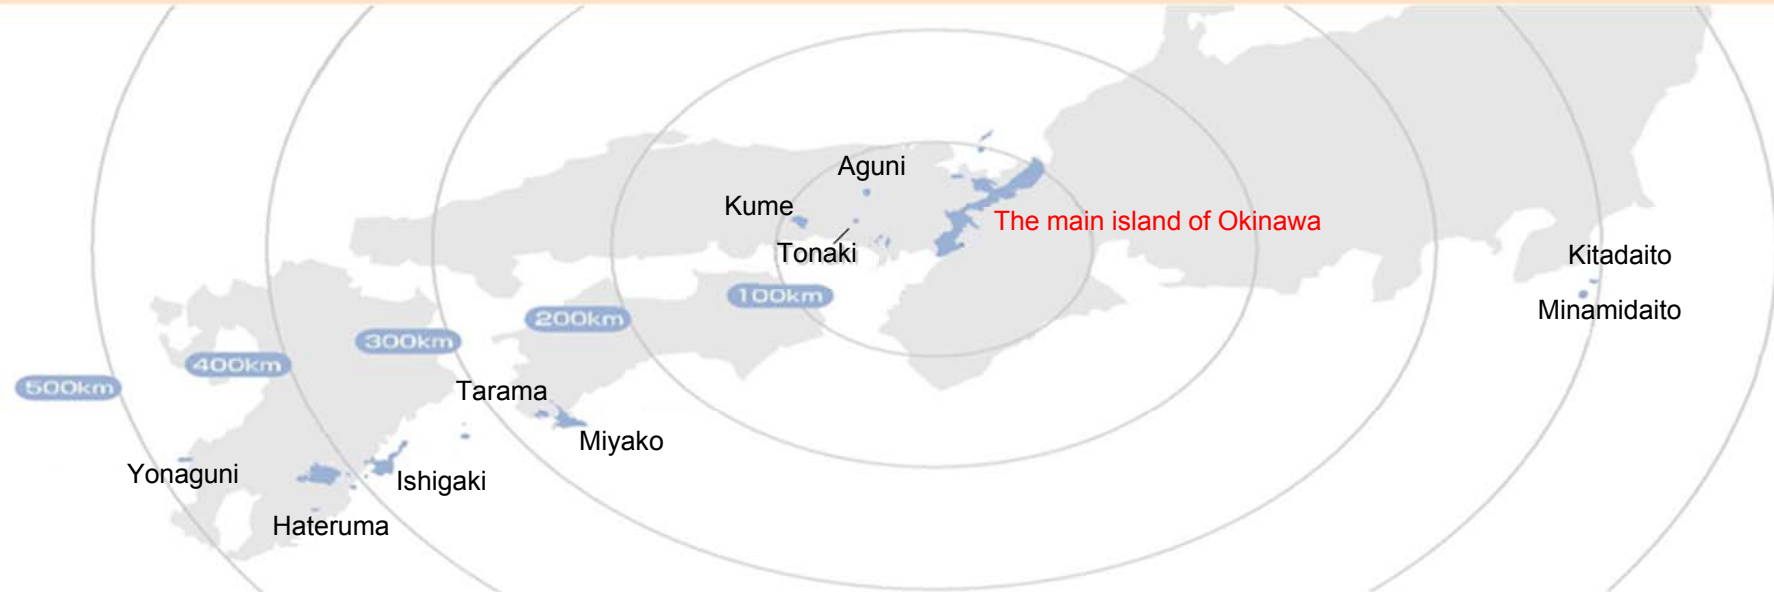 Aguni
Kume
The main island of Okinawa
Tonaki
Kitadaito
Minamidaito
100km
200km
300km
400km
500km
Tarama
Miyako
Yonaguni
Ishigaki
Hateruma